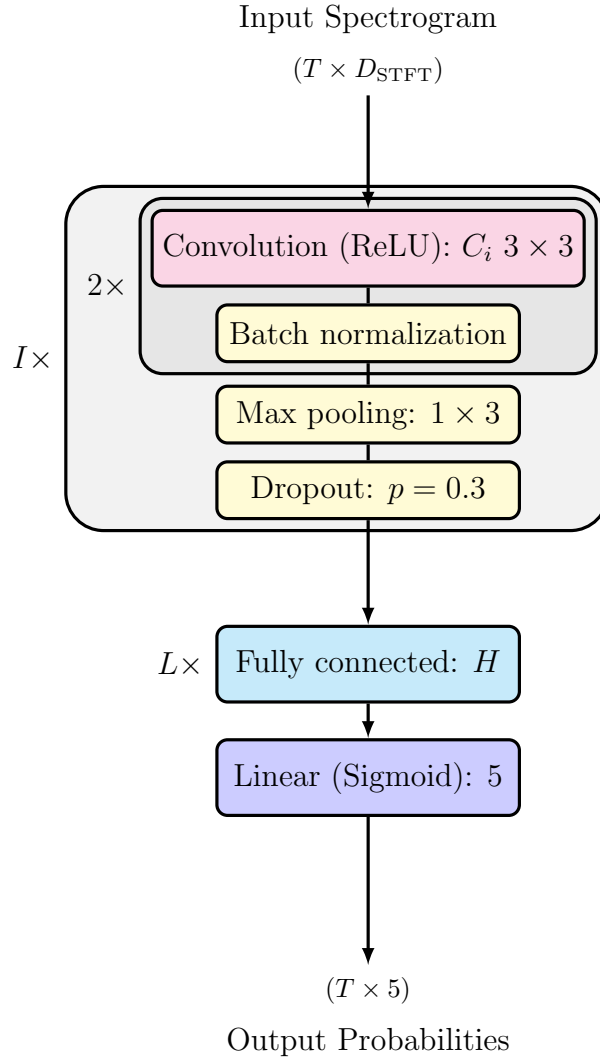 Input Spectrogram
(T × D_STFT)
Convolution (ReLU): C_i 3 × 3
2×
Batch normalization
I×
Max pooling: 1 × 3
Dropout: p = 0.3
L×
Fully connected: H
Linear (Sigmoid): 5
(T × 5)
Output Probabilities